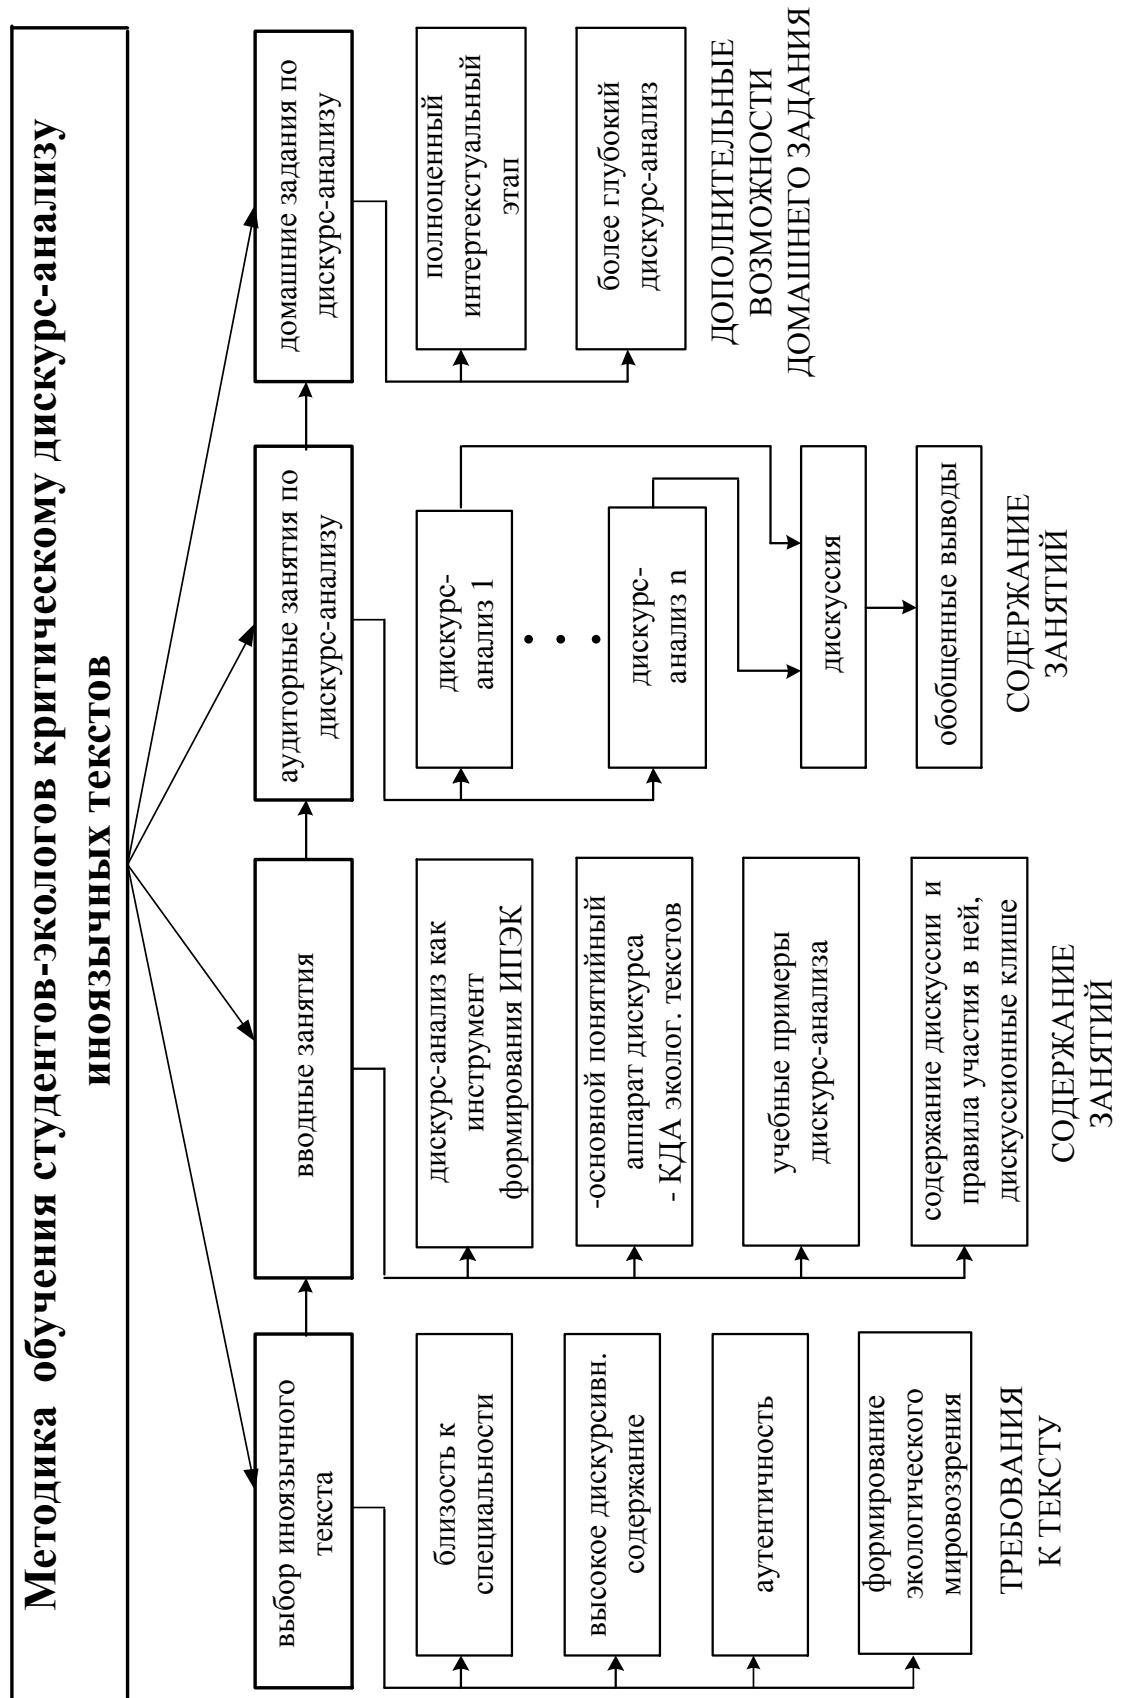 Методика обучения студентов-экологов критическому дискурс-анализу
иноязычных текстов
выбор иноязычного
текста
близость к
специальности
высокое дискурсивн.
содержание
аутентичность
формирование
экологического
мировоззрения
ТРЕБОВАНИЯ
К ТЕКСТУ
вводные занятия
дискурс-анализ как
инструмент
формирования ИПЭК
-основной понятийный
аппарат дискурса
- КДА эколог. текстов
учебные примеры
дискурс-анализа
содержание дискуссии и
правила участия в ней,
дискуссионные клише
СОДЕРЖАНИЕ
ЗАНЯТИЙ
аудиторные занятия по
дискурс-анализу
дискурс-
анализ 1
. . .
дискурс-
анализ n
дискуссия
обобщенные выводы
СОДЕРЖАНИЕ
ЗАНЯТИЙ
домашние задания по
дискурс-анализу
полноценный
интертекстуальный
этап
более глубокий
дискурс-анализ
ДОПОЛНИТЕЛЬНЫЕ
ВОЗМОЖНОСТИ
ДОМАШНЕГО ЗАДАНИЯ